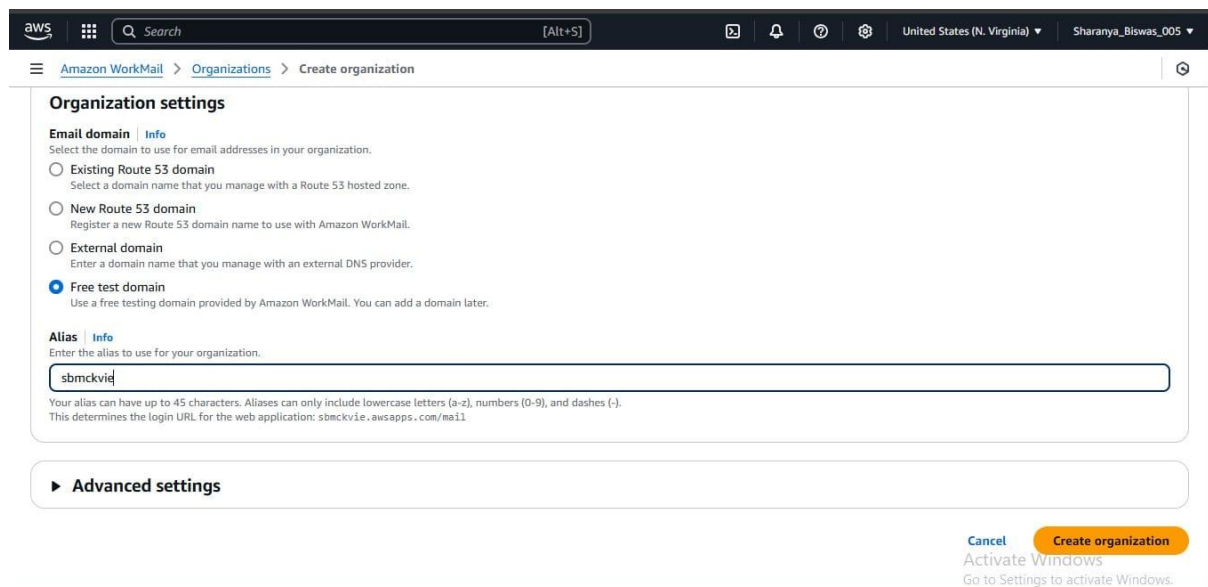 aws
Search [Alt+S] United States (N. Virginia) Sharanya_Biswas_005
Amazon WorkMail > Organizations > Create organization
Organization settings
Email domain | Info
Select the domain to use for email addresses in your organization.
Existing Route 53 domain
Select a domain name that you manage with a Route 53 hosted zone.
New Route 53 domain
Register a new Route 53 domain name to use with Amazon WorkMail.
External domain
Enter a domain name that you manage with an external DNS provider.
Free test domain
Use a free testing domain provided by Amazon WorkMail. You can add a domain later.
Alias | Info
Enter the alias to use for your organization.
sbmckvie
Your alias can have up to 45 characters. Aliases can only include lowercase letters (a-z), numbers (0-9), and dashes (-).
This determines the login URL for the web application: sbmckvie.awsapps.com/mail
Advanced settings
Cancel Create organization
Activate Windows
Go to Settings to activate Windows.